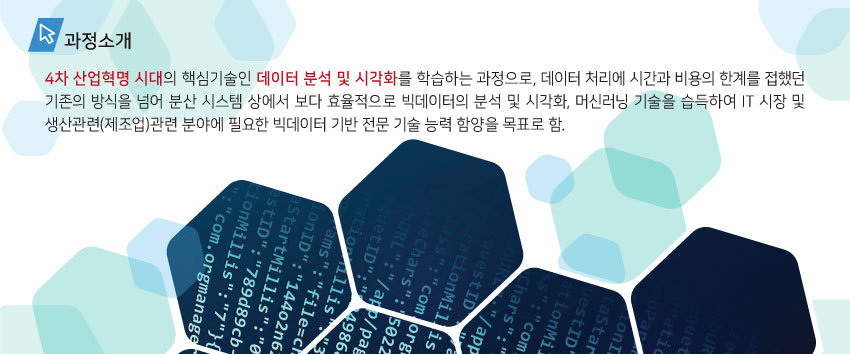 과정소개
4차 산업혁명 시대의 핵심기술인 데이터 분석 및 시각화를 학습하는 과정으로, 데이터 처리에 시간과 비용의 한계를 접했던
기존의 방식을 넘어 분산 시스템 상에서 보다 효율적으로 빅데이터의 분석 및 시각화, 머신러닝 기술을 습득하여 IT 시장 및
생산관련(제조업)관련 분야에 필요한 빅데이터 기반 전문 기술 능력 함양을 목표로 함.